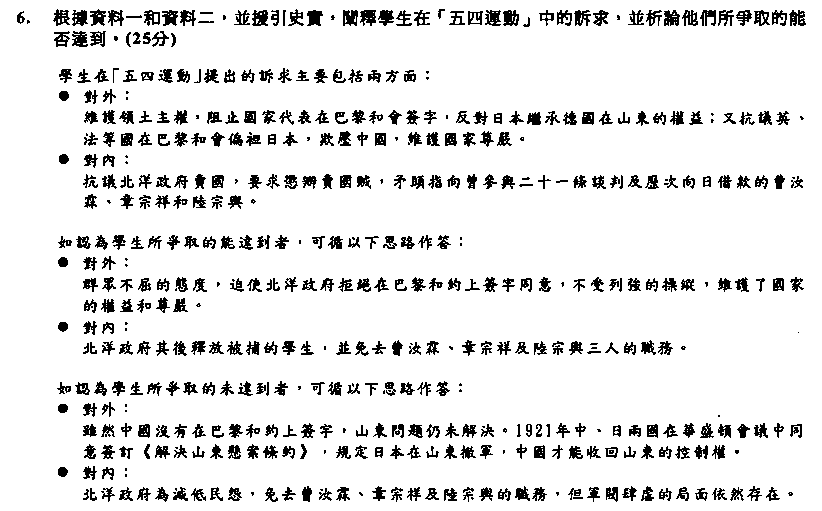 6. 根據資料一和資料二，並援引史實，闡釋學生在「五四運動」中的訴求，並析論他們所爭取的能
否達到。(25分)
學生在「五四運動」提出的訴求主要包括兩方面：
● 對外：
維護領土主權，阻止國家代表在巴黎和會簽字，反對日本繼承德國在山東的權益；又抗議英、
法等國在巴黎和會偏袒日本，欺壓中國，維護國家尊嚴。
● 對內：
抗議北洋政府賣國，要求懲辦賣國賊，矛頭指向曾參與二十一條談判及歷次向日借款的曹汝
霖、章宗祥和陸宗輿。
如認為學生所爭取的能達到者，可循以下思路作答：
● 對外：
群眾不屈的態度，迫使北洋政府拒絕在巴黎和約上簽字同意，不受列強的操縱，維護了國家
的權益和尊嚴。
● 對內：
北洋政府其後釋放被捕的學生，並免去曹汝霖、章宗祥及陸宗輿三人的職務。
如認為學生所爭取的未達到者，可循以下思路作答：
● 對外：
雖然中國沒有在巴黎和約上簽字，山東問題仍未解決。1921年中、日兩國在華盛頓會議中同
意簽訂《解決山東懸案條約》，規定日本在山東撤軍，中國才能收回山東的控制權。
● 對內：
北洋政府為減低民怨，免去曹汝霖、章宗祥及陸宗輿的職務，但軍閥肆虐的局面依然存在。